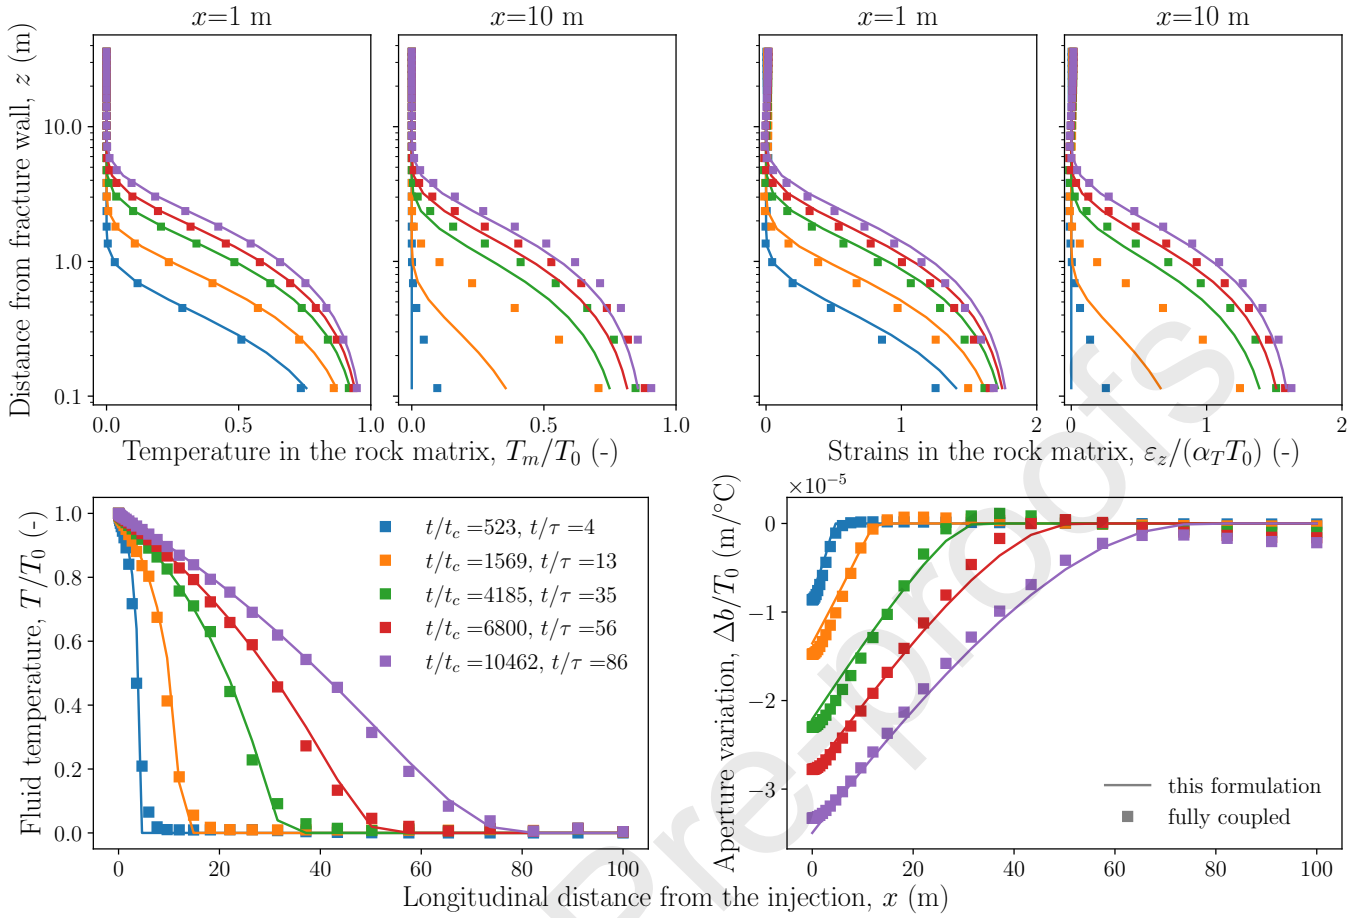 x=1 m
x=10 m
x=1 m
x=10 m
Distance from fracture wall, z (m)
10.0
1.0
0.1
0.0 0.5 1.0
0.0 0.5 1.0
0 1 2
0 1 2
Temperature in the rock matrix, T_m/T_0 (-)
Strains in the rock matrix, ε_z/(α_T T_0) (-)
Fluid temperature, T/T_0 (-)
1.0
0.8
0.6
0.4
0.2
0.0
t/t_c =523, t/τ =4
t/t_c =1569, t/τ =13
t/t_c =4185, t/τ =35
t/t_c =6800, t/τ =56
t/t_c =10462, t/τ =86
0 20 40 60 80 100
Aperture variation, Δb/T_0 (m/°C)
×10⁻⁵
0
−1
−2
−3
this formulation
fully coupled
0 20 40 60 80 100
Longitudinal distance from the injection, x (m)
Pre-proofs